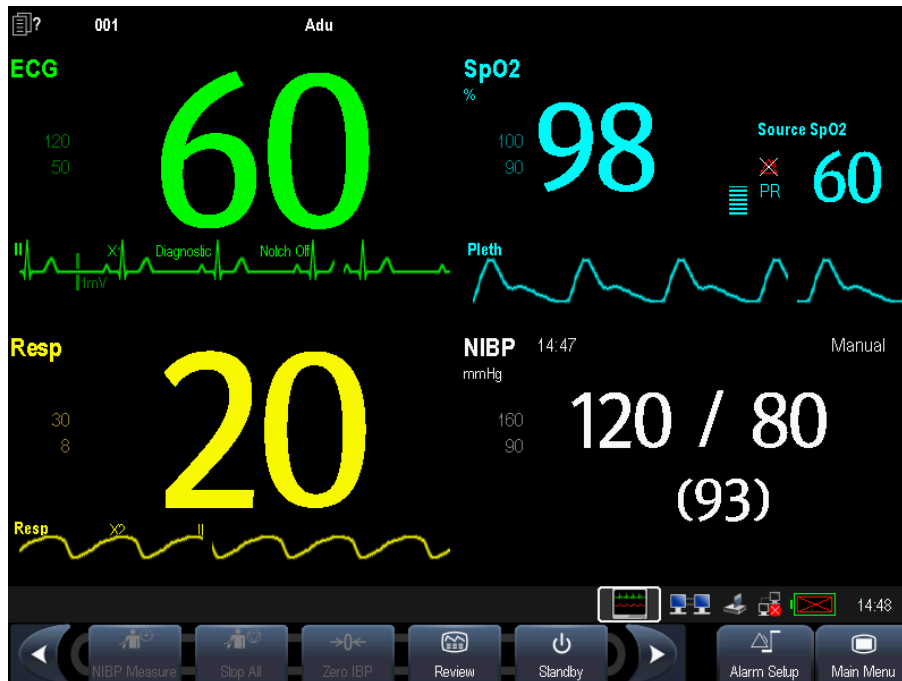 ? 001 Adu
ECG
120
50
60
II X1 Diagnostic Notch Off
1mV
SpO2
%
100
90
98
Source SpO2
PR
60
Pleth
Resp
30
8
20
Resp X2 II
NIBP 14:47 Manual
mmHg
160
90
120 / 80
(93)
14:48
NIBP Measure Stop All →0← Zero IBP Review Standby Alarm Setup Main Menu